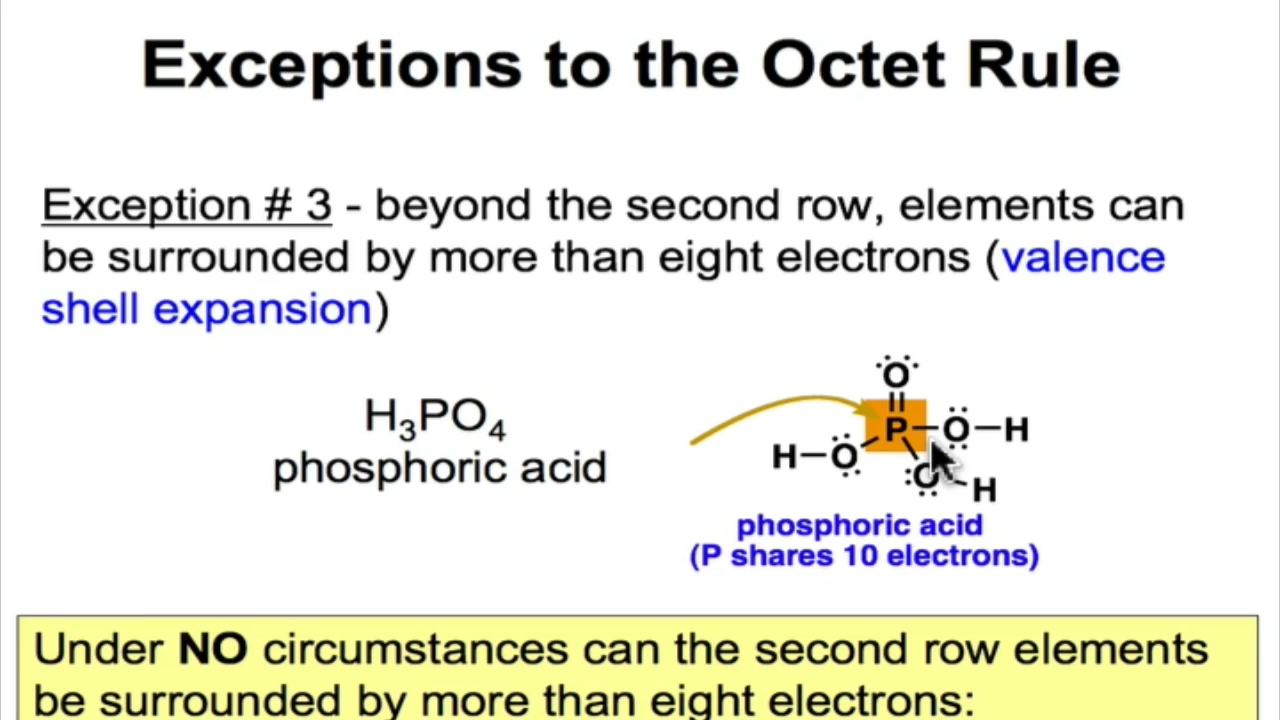 Exceptions to the Octet Rule
Exception # 3 - beyond the second row, elements can
be surrounded by more than eight electrons (valence
shell expansion)
H₃PO₄
phosphoric acid
O
P O H
H O
O H
phosphoric acid
(P shares 10 electrons)
Under NO circumstances can the second row elements
be surrounded by more than eight electrons: